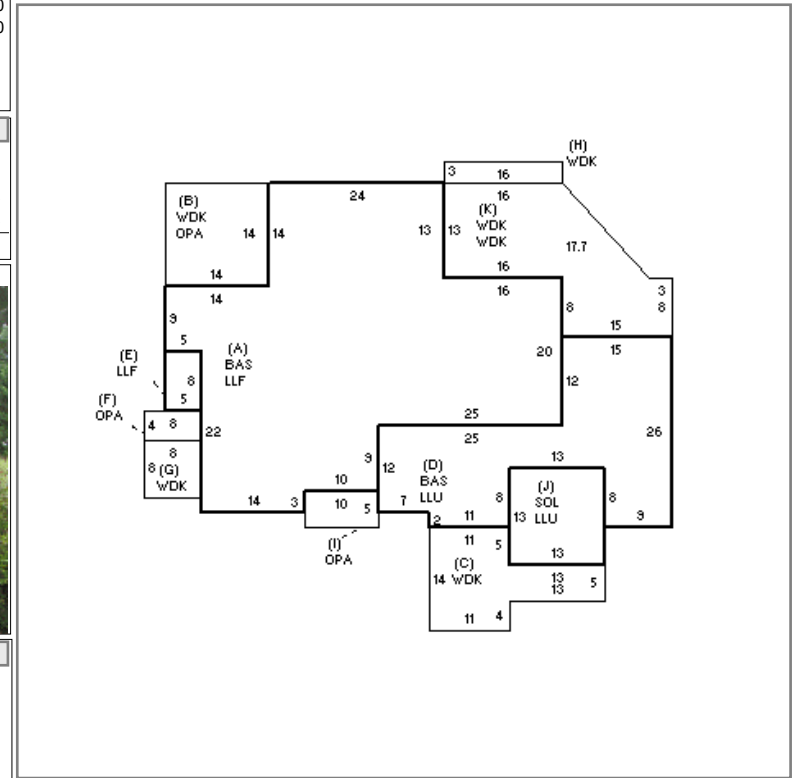 0
0
(H)
WDK
3 16
24 16
(B)
WDK
OPA
(K)
WDK
WDK
14 14
13 13
17.7
14
14
16
16
3
8
8
9
5
15
15
(A)
BAS
LLF
(E)
LLF
20
8
5
12
(F)
OPA
4 8
25
25
22
26
8
8 (G)
WDK
9
12
(D)
BAS
LLU
13
10
10
14 3
5
7
8
(J)
SOL
LLU
8
13
2
11
9
(I)
OPA
11
5
13
(C)
14 WDK
13
13
5
11 4